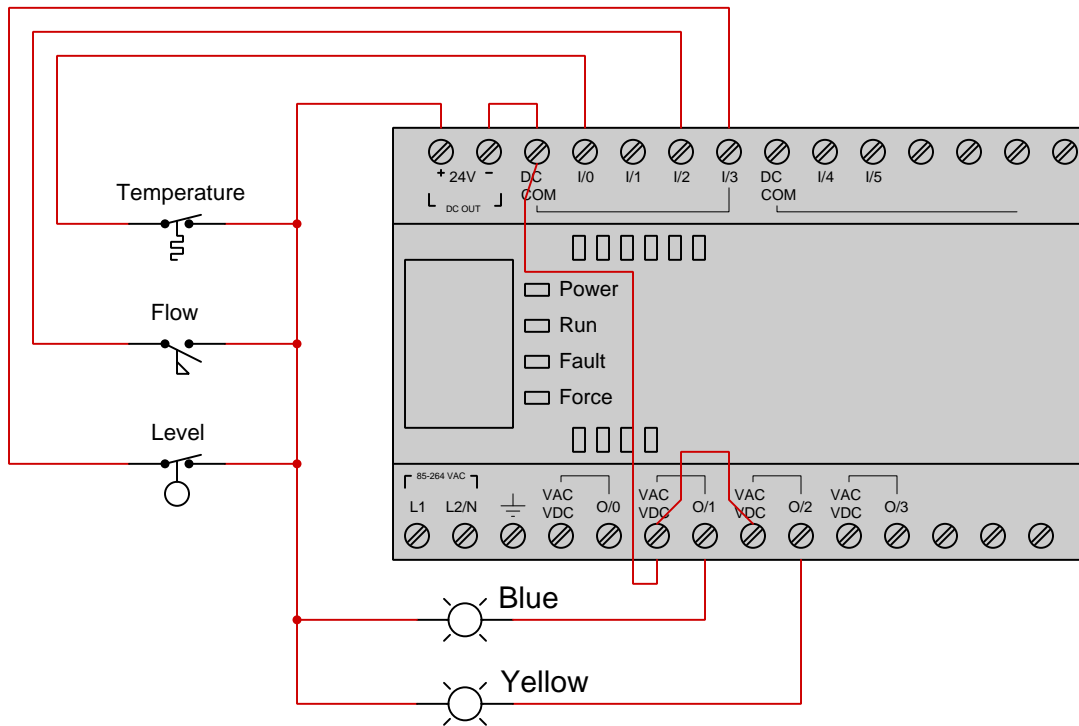 + 24V - DC COM I/0 I/1 I/2 I/3 DC COM I/4 I/5
DC OUT
Temperature
Flow
Level
Power
Run
Fault
Force
85-264 VAC
L1 L2/N VAC VDC O/0 VAC VDC O/1 VAC VDC O/2 VAC VDC O/3
Blue
Yellow